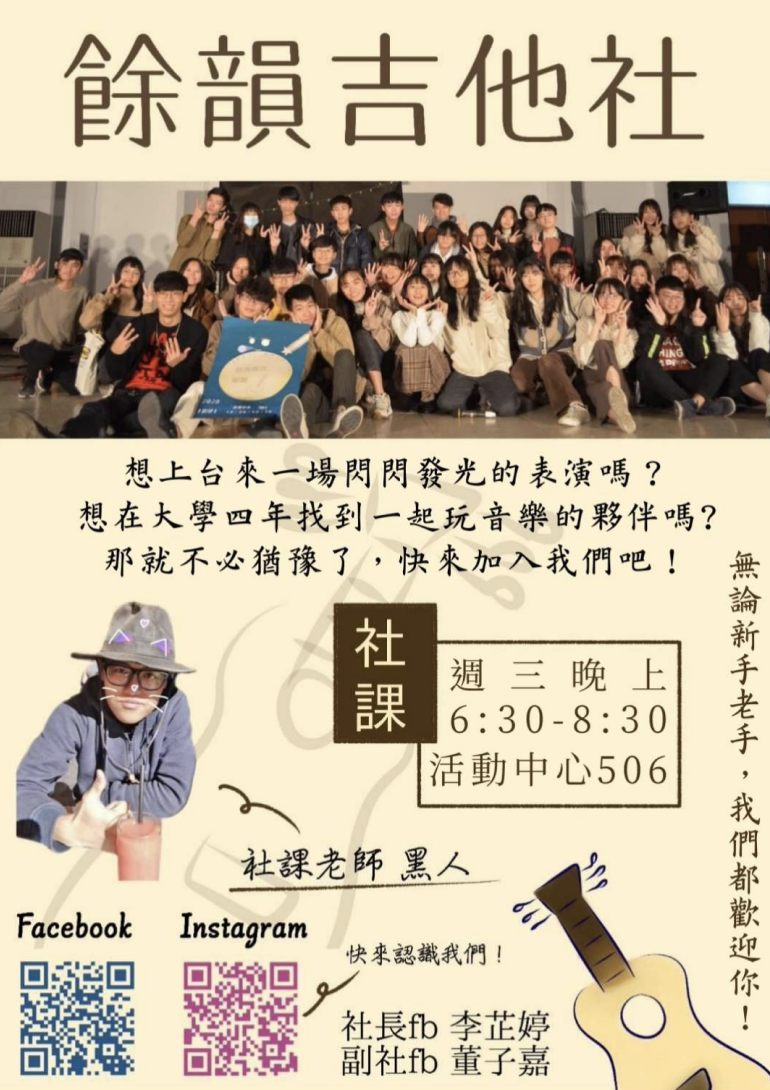 餘韻吉他社
2020
想上台來一場閃閃發光的表演嗎？
想在大學四年找到一起玩音樂的夥伴嗎?
那就不必猶豫了，快來加入我們吧！
無論新手老手，我們都歡迎你！
社課
週三晚上
6:30-8:30
活動中心506
社課老師 黑人
Facebook
Instagram
快來認識我們！
社長fb 李芷婷
副社fb 董子嘉